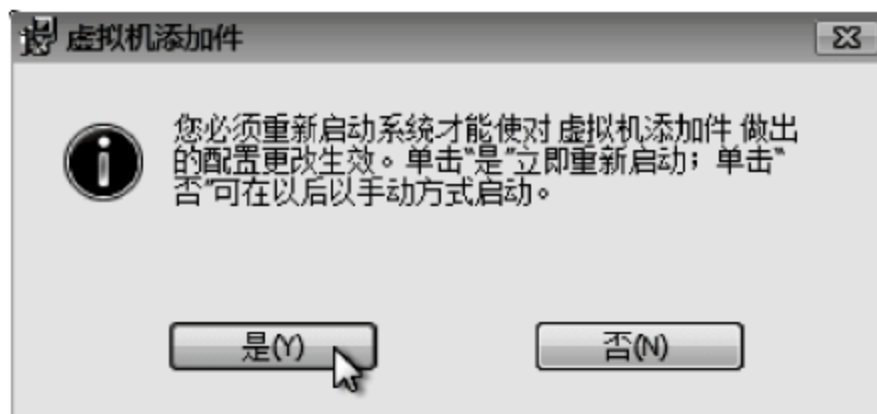 虚拟机添加件
您必须重新启动系统才能使对 虚拟机添加件 做出
的配置更改生效。单击“是”立即重新启动；单击“
否”可在以后以手动方式启动。
是(Y)
否(N)